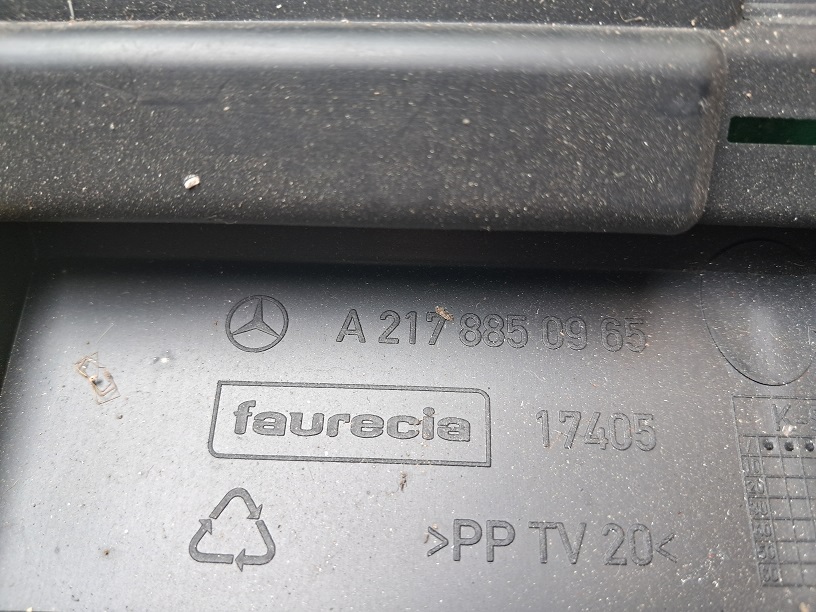 A 217 885 09 65
faurecia 17405
>PP TV 20<